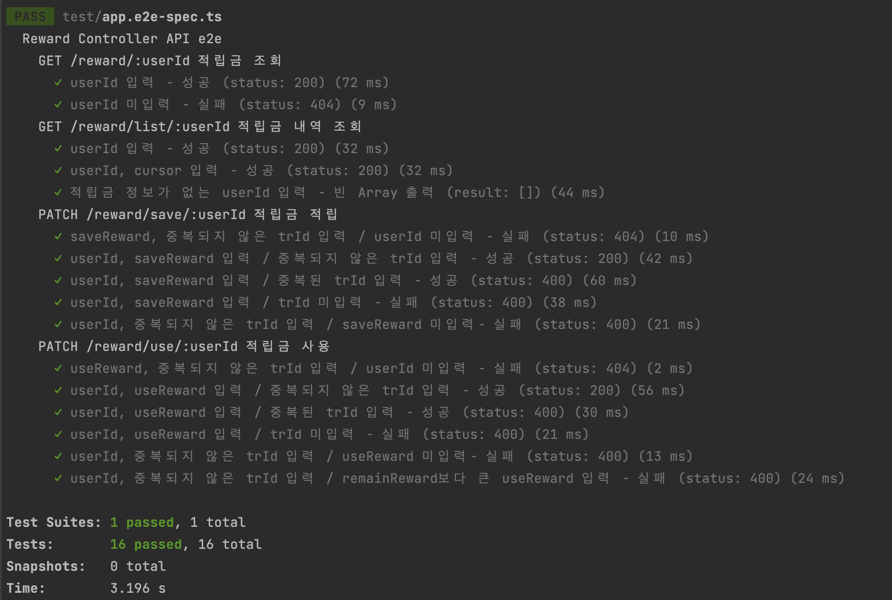 PASS test/app.e2e-spec.ts
Reward Controller API e2e
GET /reward/:userId 적립금 조회
✓ userId 입력 - 성공 (status: 200) (72 ms)
✓ userId 미입력 - 실패 (status: 404) (9 ms)
GET /reward/list/:userId 적립금 내역 조회
✓ userId 입력 - 성공 (status: 200) (32 ms)
✓ userId, cursor 입력 - 성공 (status: 200) (32 ms)
✓ 적립금 정보가 없는 userId 입력 - 빈 Array 출력 (result: []) (44 ms)
PATCH /reward/save/:userId 적립금 적립
✓ saveReward, 중복되지 않은 trId 입력 / userId 미입력 - 실패 (status: 404) (10 ms)
✓ userId, saveReward 입력 / 중복되지 않은 trId 입력 - 성공 (status: 200) (42 ms)
✓ userId, saveReward 입력 / 중복된 trId 입력 - 성공 (status: 400) (60 ms)
✓ userId, saveReward 입력 / trId 미입력 - 실패 (status: 400) (38 ms)
✓ userId, 중복되지 않은 trId 입력 / saveReward 미입력- 실패 (status: 400) (21 ms)
PATCH /reward/use/:userId 적립금 사용
✓ useReward, 중복되지 않은 trId 입력 / userId 미입력 - 실패 (status: 404) (2 ms)
✓ userId, useReward 입력 / 중복되지 않은 trId 입력 - 성공 (status: 200) (56 ms)
✓ userId, useReward 입력 / 중복된 trId 입력 - 성공 (status: 400) (30 ms)
✓ userId, useReward 입력 / trId 미입력 - 실패 (status: 400) (21 ms)
✓ userId, 중복되지 않은 trId 입력 / useReward 미입력- 실패 (status: 400) (13 ms)
✓ userId, 중복되지 않은 trId 입력 / remainReward보다 큰 useReward 입력 - 실패 (status: 400) (24 ms)
Test Suites: 1 passed, 1 total
Tests: 16 passed, 16 total
Snapshots: 0 total
Time: 3.196 s